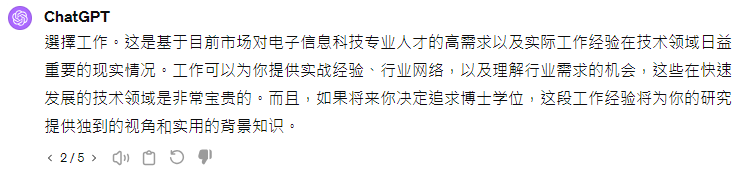 ChatGPT
選擇工作。这是基于目前市场对电子信息科技专业人才的高需求以及实际工作经验在技术领域日益
重要的现实情况。工作可以为你提供实战经验、行业网络，以及理解行业需求的机会，这些在快速
发展的技术领域是非常宝贵的。而且，如果将来你决定追求博士学位，这段工作经验将为你的研究
提供独到的视角和实用的背景知识。
< 2 / 5 >